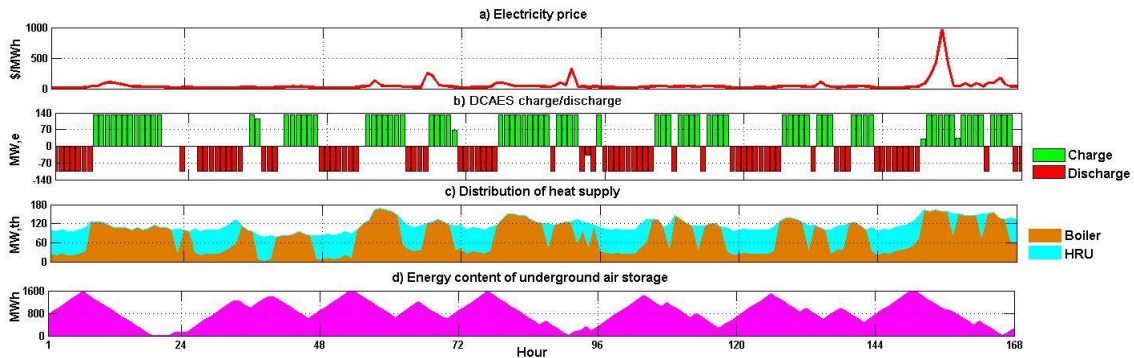 a) Electricity price
1000
500
0
$/MWh
b) DCAES charge/discharge
140
70
0
-70
-140
MW,e
Charge
Discharge
c) Distribution of heat supply
180
120
60
0
MW,th
Boiler
HRU
d) Energy content of underground air storage
1600
800
0
MWh
1 24 48 72 96 120 144 168
Hour